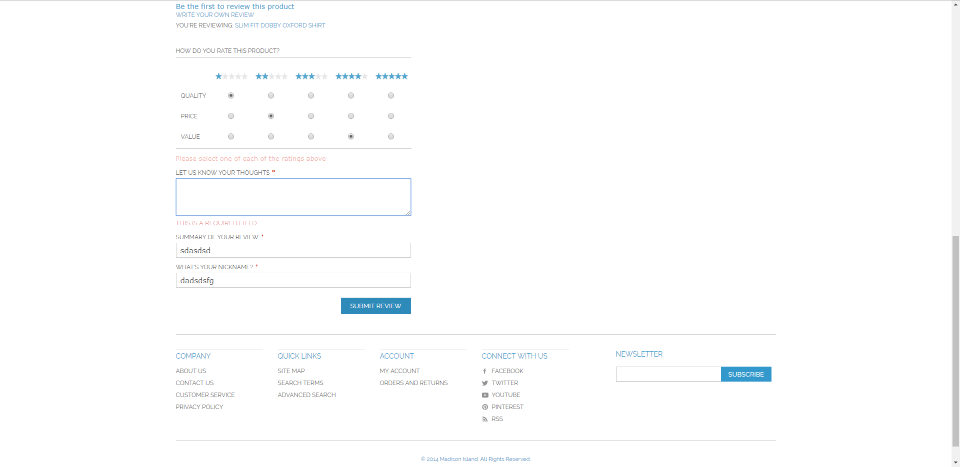 Be the first to review this product
WRITE YOUR OWN REVIEW
YOU'RE REVIEWING: SLIM FIT DOBBY OXFORD SHIRT
HOW DO YOU RATE THIS PRODUCT?
QUALITY
PRICE
VALUE
Please select one of each of the ratings above
LET US KNOW YOUR THOUGHTS *
THIS IS A REQUIRED FIELD.
SUMMARY OF YOUR REVIEW *
sdasdsd
WHAT'S YOUR NICKNAME? *
dadsdsfg
SUBMIT REVIEW
COMPANY
ABOUT US
CONTACT US
CUSTOMER SERVICE
PRIVACY POLICY
QUICK LINKS
SITE MAP
SEARCH TERMS
ADVANCED SEARCH
ACCOUNT
MY ACCOUNT
ORDERS AND RETURNS
CONNECT WITH US
FACEBOOK
TWITTER
YOUTUBE
PINTEREST
RSS
NEWSLETTER
SUBSCRIBE
© 2014 Madison Island. All Rights Reserved.